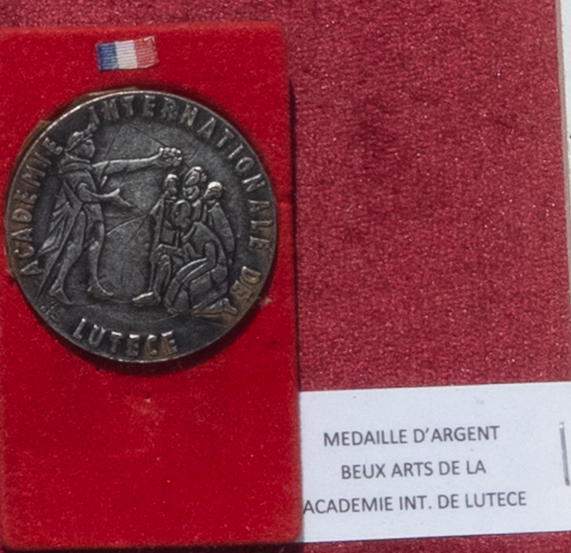 ACADEMIE INTERNATIONALE DE
LUTECE
MEDAILLE D'ARGENT
BEUX ARTS DE LA
ACADEMIE INT. DE LUTECE